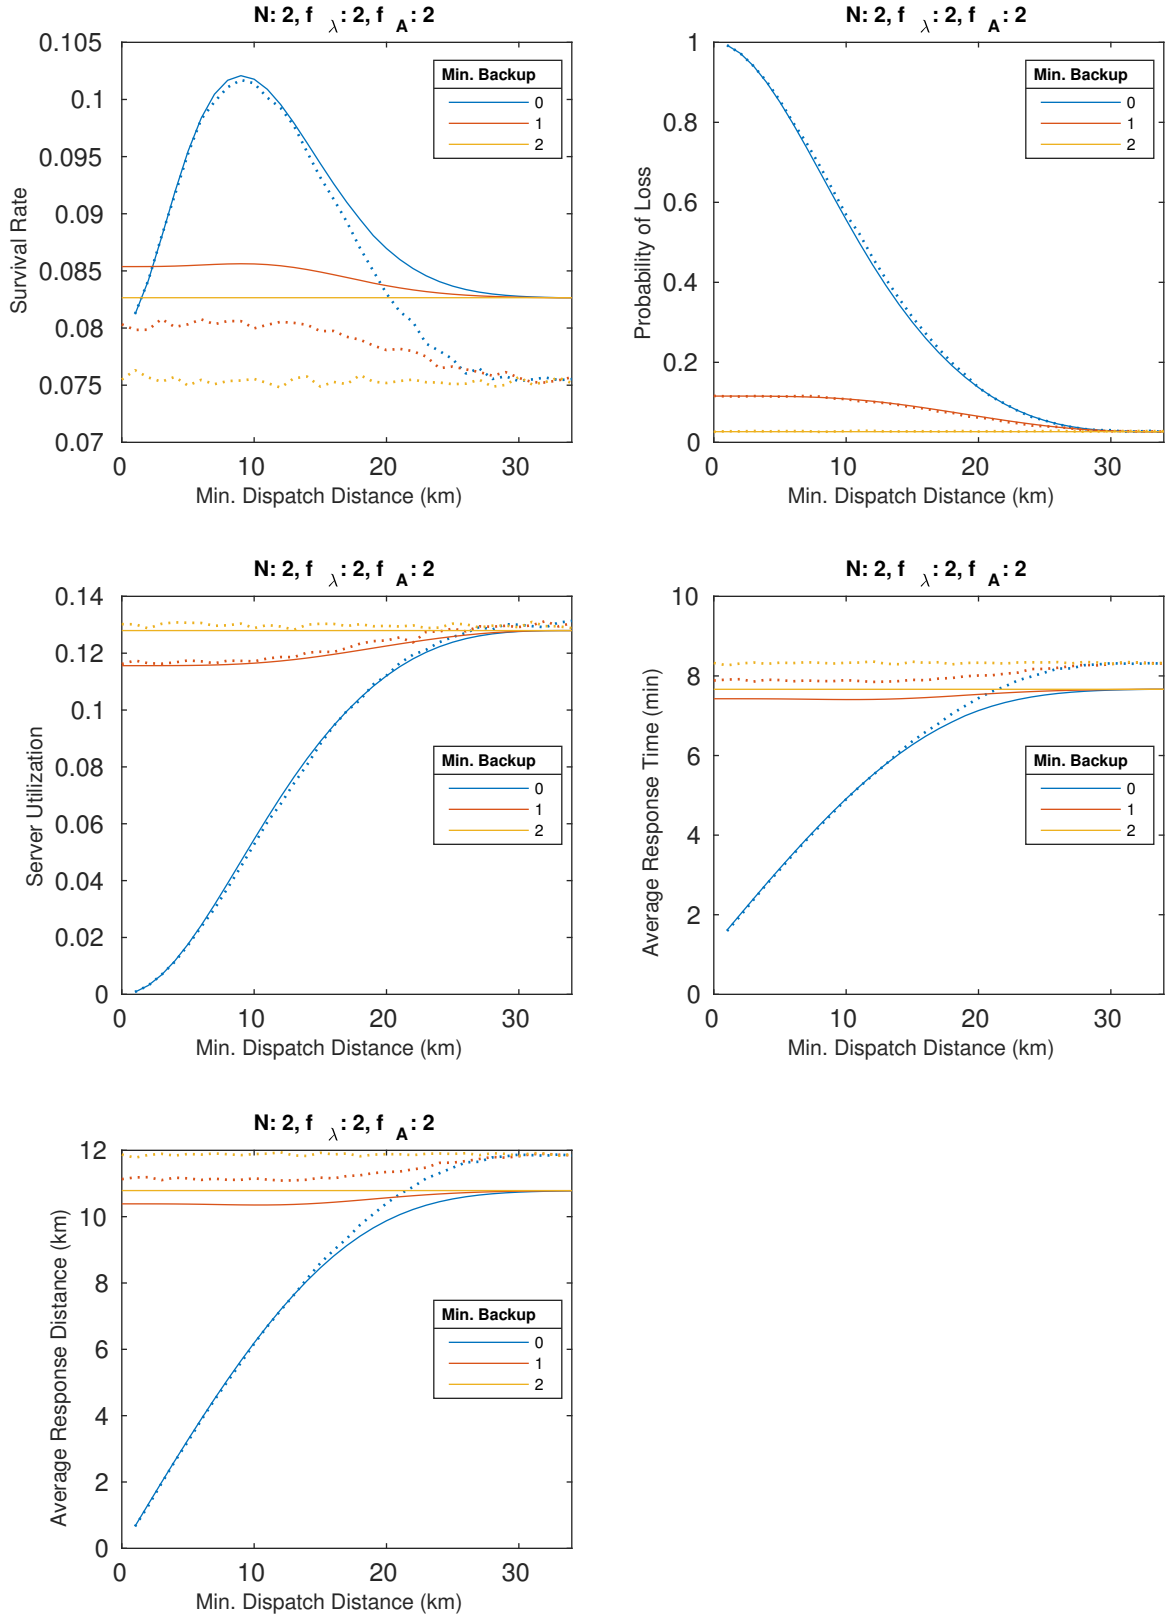 N: 2, f λ: 2, f A: 2
0.105
0.1
0.095
0.09
0.085
0.08
0.075
0.07
Survival Rate
Min. Backup
0
1
2
0 10 20 30
Min. Dispatch Distance (km)
N: 2, f λ: 2, f A: 2
1
0.8
0.6
0.4
0.2
0
Probability of Loss
Min. Backup
0
1
2
0 10 20 30
Min. Dispatch Distance (km)
N: 2, f λ: 2, f A: 2
0.14
0.12
0.1
0.08
0.06
0.04
0.02
0
Server Utilization
Min. Backup
0
1
2
0 10 20 30
Min. Dispatch Distance (km)
N: 2, f λ: 2, f A: 2
10
8
6
4
2
0
Average Response Time (min)
Min. Backup
0
1
2
0 10 20 30
Min. Dispatch Distance (km)
N: 2, f λ: 2, f A: 2
12
10
8
6
4
2
0
Average Response Distance (km)
Min. Backup
0
1
2
0 10 20 30
Min. Dispatch Distance (km)